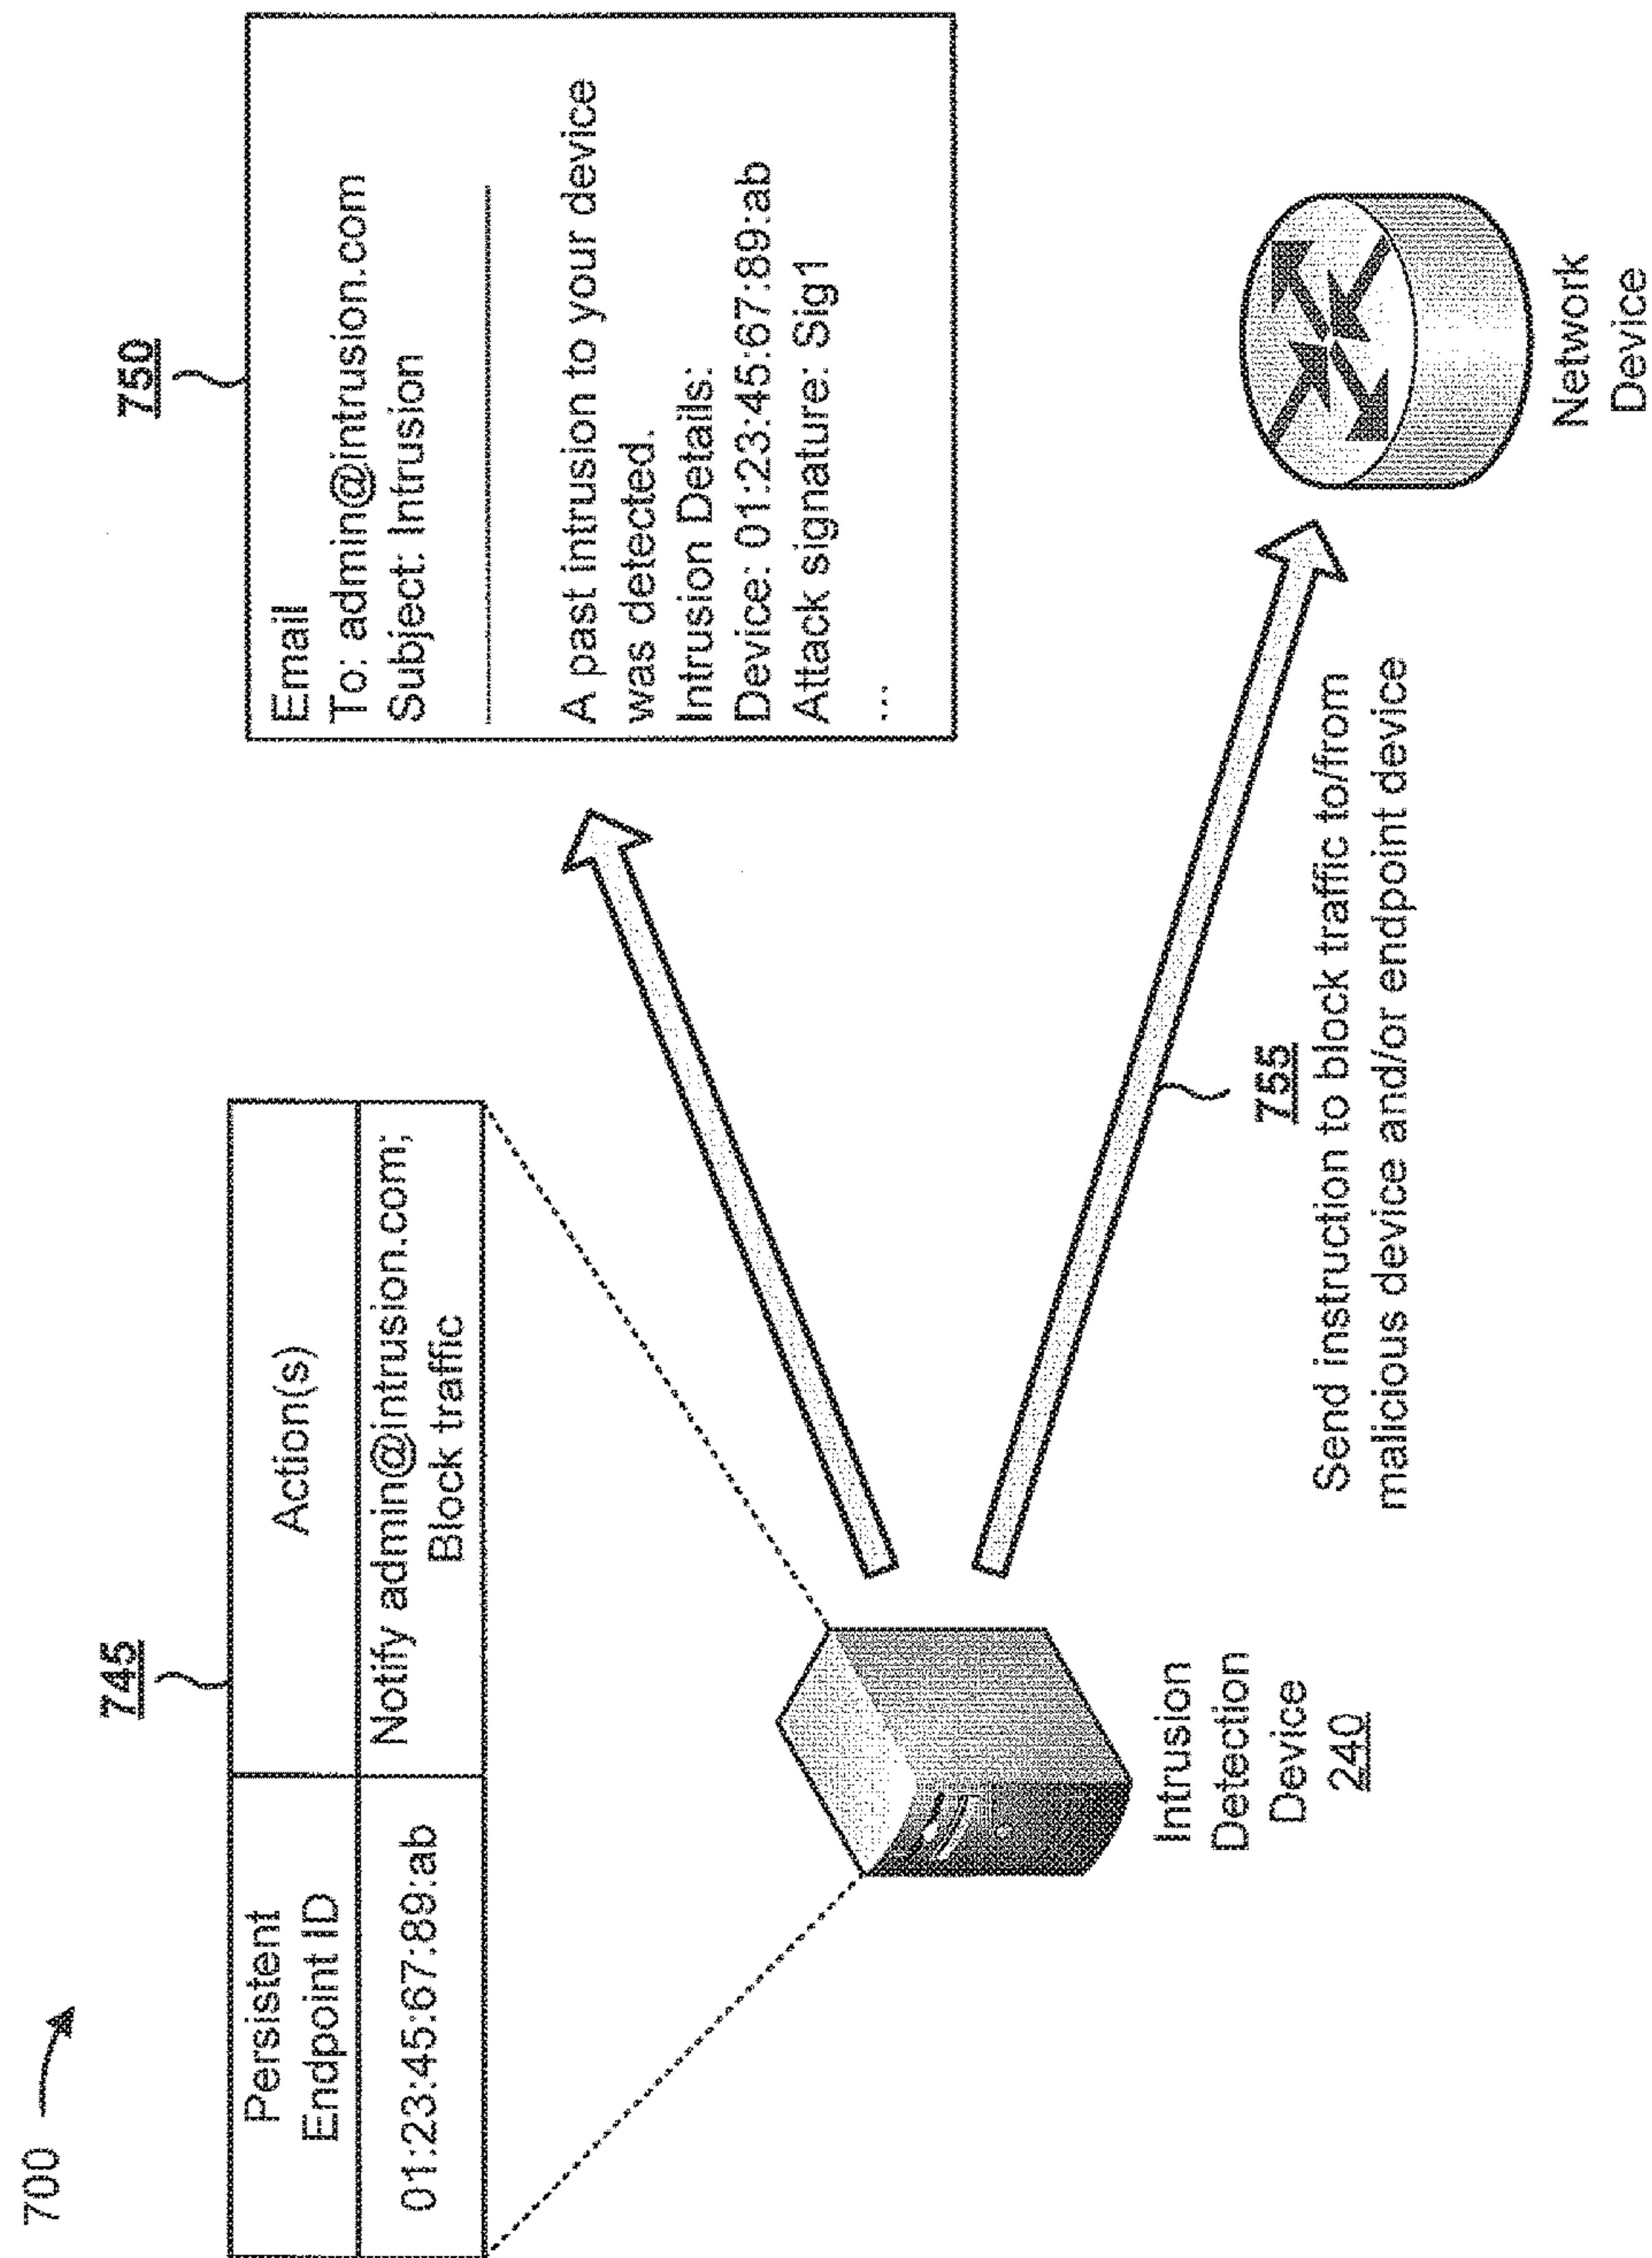 700
745
Persistent
Endpoint ID
Action(s)
01:23:45:67:89:ab
Notify admin@intrusion.com;
Block traffic
750
Email
To: admin@intrusion.com
Subject: Intrusion
A past intrusion to your device
was detected.
Intrusion Details:
Device: 01:23:45:67:89:ab
Attack signature: Sig1
...
Intrusion
Detection
Device
240
755
Send instruction to block traffic to/from
malicious device and/or endpoint device
Network
Device